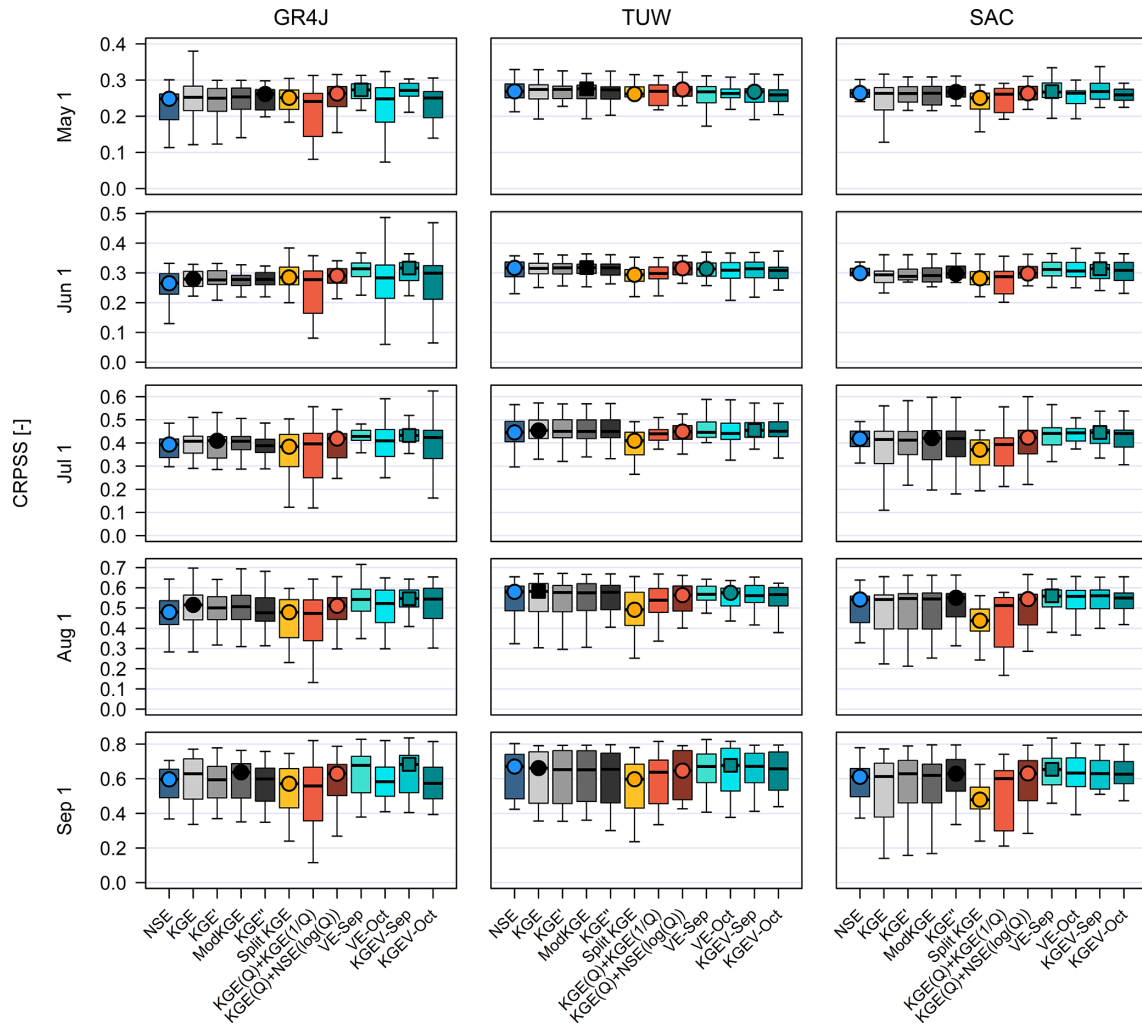 GR4J TUW SAC
CRPSS [-]
May 1
0.4
0.3
0.2
0.1
0.0
Jun 1
0.5
0.4
0.3
0.2
0.1
0.0
Jul 1
0.6
0.5
0.4
0.3
0.2
0.1
0.0
Aug 1
0.7
0.6
0.5
0.4
0.3
0.2
0.1
0.0
Sep 1
0.8
0.6
0.4
0.2
0.0
NSE
KGE
KGE'
ModKGE
KGE"
Split KGE
KGE(Q)+KGE(1/Q)
KGE(Q)+NSE(log(Q))
VE-Sep
VE-Oct
KGEV-Sep
KGEV-Oct
NSE
KGE
KGE'
ModKGE
KGE"
Split KGE
KGE(Q)+KGE(1/Q)
KGE(Q)+NSE(log(Q))
VE-Sep
VE-Oct
KGEV-Sep
KGEV-Oct
NSE
KGE
KGE'
ModKGE
KGE"
Split KGE
KGE(Q)+KGE(1/Q)
KGE(Q)+NSE(log(Q))
VE-Sep
VE-Oct
KGEV-Sep
KGEV-Oct